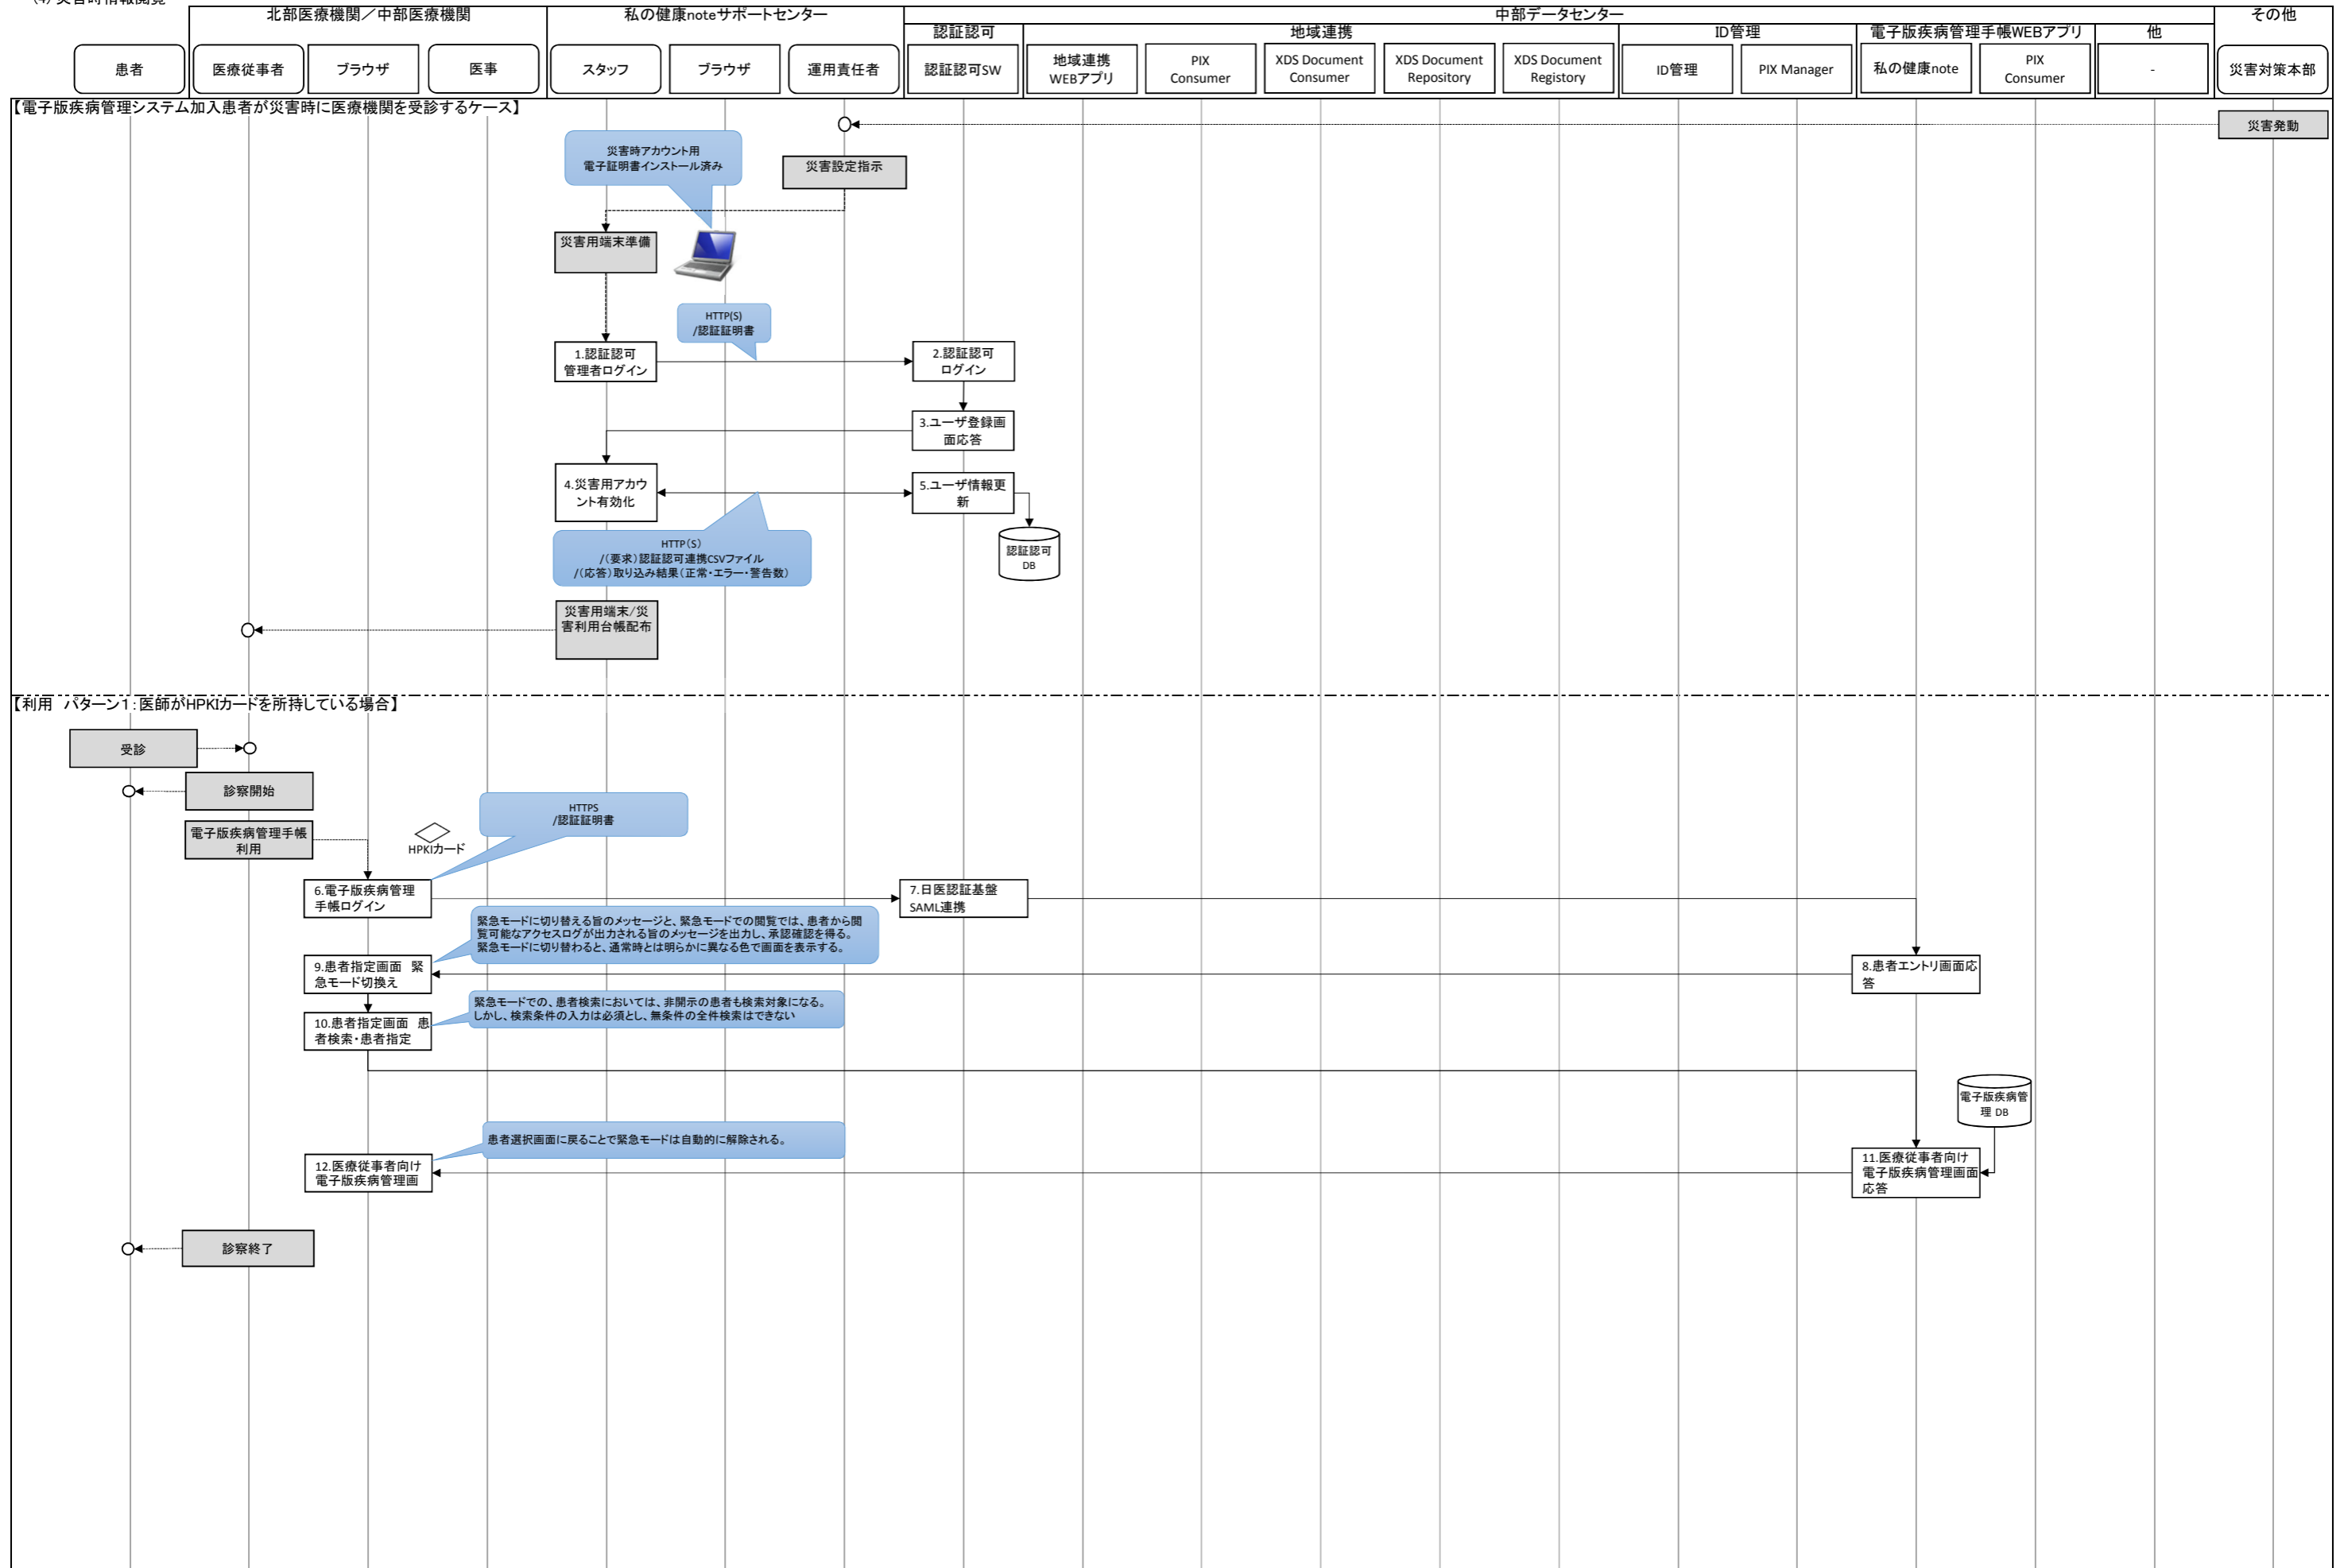 (4) 災害時情報閲覧
北部医療機関／中部医療機関
私の健康noteサポートセンター
中部データセンター
その他
認証認可
地域連携
ID管理
電子版疾病管理手帳WEBアプリ
他
患者
医療従事者
ブラウザ
医事
スタッフ
ブラウザ
運用責任者
認証認可SW
地域連携
WEBアプリ
PIX
Consumer
XDS Document
Consumer
XDS Document
Repository
XDS Document
Registory
ID管理
PIX Manager
私の健康note
PIX
Consumer
-
災害対策本部
【電子版疾病管理システム加入患者が災害時に医療機関を受診するケース】
災害発動
災害時アカウント用
電子証明書インストール済み
災害設定指示
災害用端末準備
HTTP(S)
/認証証明書
1.認証認可
管理者ログイン
2.認証認可
ログイン
3.ユーザ登録画
面応答
4.災害用アカウ
ント有効化
5.ユーザ情報更
新
HTTP(S)
/(要求)認証認可連携CSVファイル
/(応答)取り込み結果(正常・エラー・警告数)
認証認可
DB
災害用端末/災
害利用台帳配布
【利用　パターン1：医師がHPKIカードを所持している場合】
受診
診察開始
電子版疾病管理手帳
利用
HPKIカード
HTTPS
/認証証明書
6.電子版疾病管理
手帳ログイン
7.日医認証基盤
SAML連携
緊急モードに切り替える旨のメッセージと、緊急モードでの閲覧では、患者から閲
覧可能なアクセスログが出力される旨のメッセージを出力し、承認確認を得る。
緊急モードに切り替わると、通常時とは明らかに異なる色で画面を表示する。
9.患者指定画面　緊
急モード切換え
8.患者エントリ画面応
答
緊急モードでの、患者検索においては、非開示の患者も検索対象になる。
しかし、検索条件の入力は必須とし、無条件の全件検索はできない
10.患者指定画面　患
者検索・患者指定
電子版疾病管
理 DB
患者選択画面に戻ることで緊急モードは自動的に解除される。
12.医療従事者向け
電子版疾病管理画
11.医療従事者向け
電子版疾病管理画面
応答
診察終了